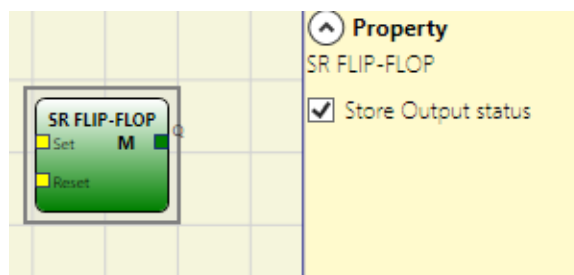 Property
SR FLIP-FLOP
Store Output status
SR FLIP-FLOP
Set M
Q
Reset